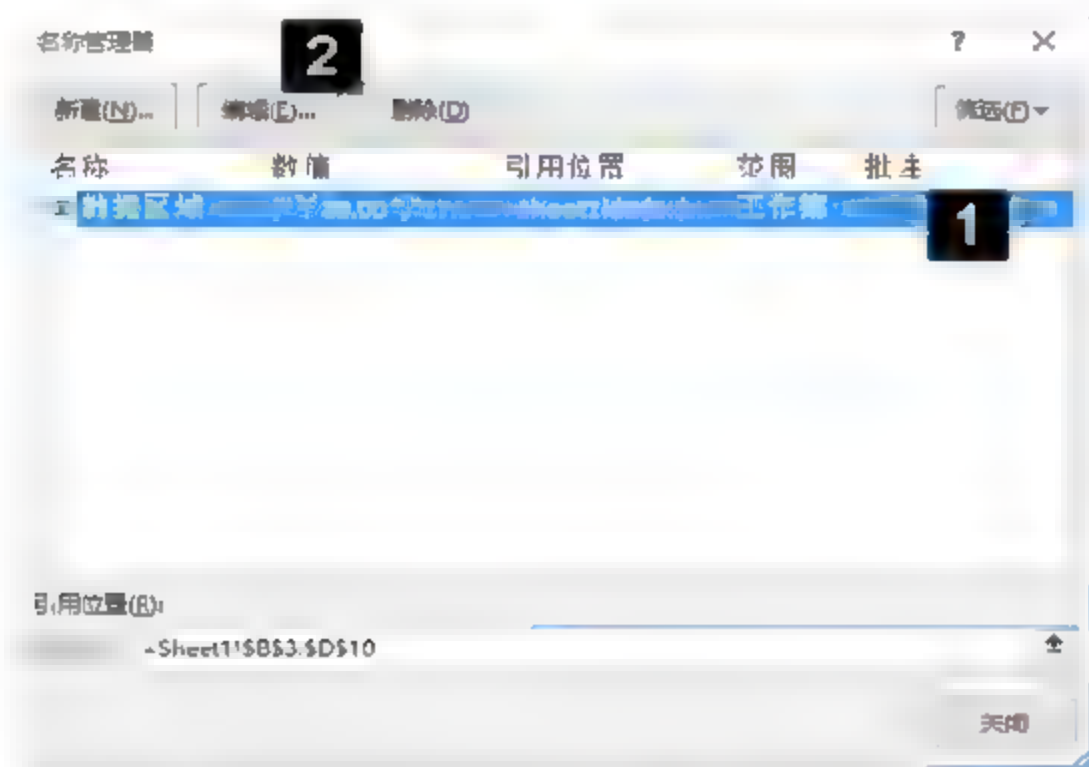 名称管理器 ? ×
2
新建(N)... 编辑(E)... 删除(D) 筛选(F)
名称 数值 引用位置 范围 批注
数据区域 工作簿
1
引用位置(R):
=Sheet1!$B$3:$D$10
关闭